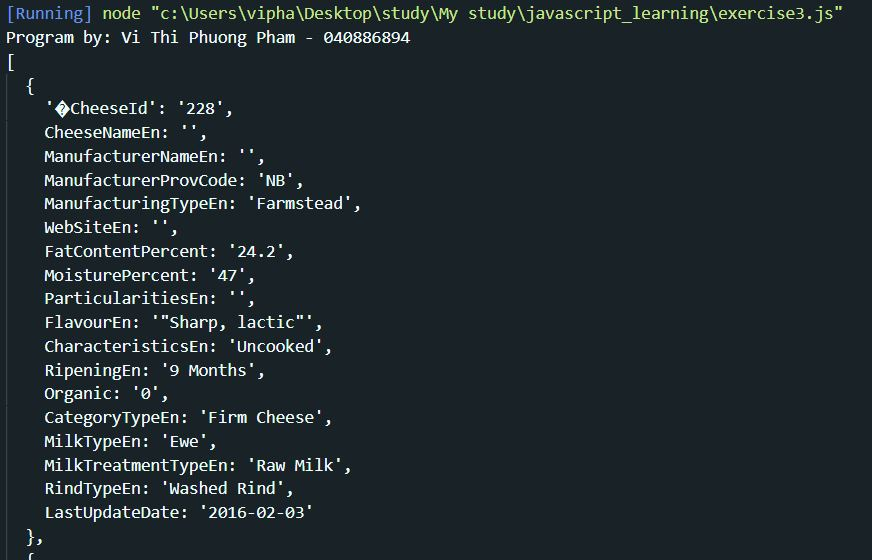 [Running] node "c:\Users\vipha\Desktop\study\My study\javascript_learning\exercise3.js"
Program by: Vi Thi Phuong Pham - 040886894
[
  {
    '�CheeseId': '228',
    CheeseNameEn: '',
    ManufacturerNameEn: '',
    ManufacturerProvCode: 'NB',
    ManufacturingTypeEn: 'Farmstead',
    WebSiteEn: '',
    FatContentPercent: '24.2',
    MoisturePercent: '47',
    ParticularitiesEn: '',
    FlavourEn: '"Sharp, lactic"',
    CharacteristicsEn: 'Uncooked',
    RipeningEn: '9 Months',
    Organic: '0',
    CategoryTypeEn: 'Firm Cheese',
    MilkTypeEn: 'Ewe',
    MilkTreatmentTypeEn: 'Raw Milk',
    RindTypeEn: 'Washed Rind',
    LastUpdateDate: '2016-02-03'
  },
  {